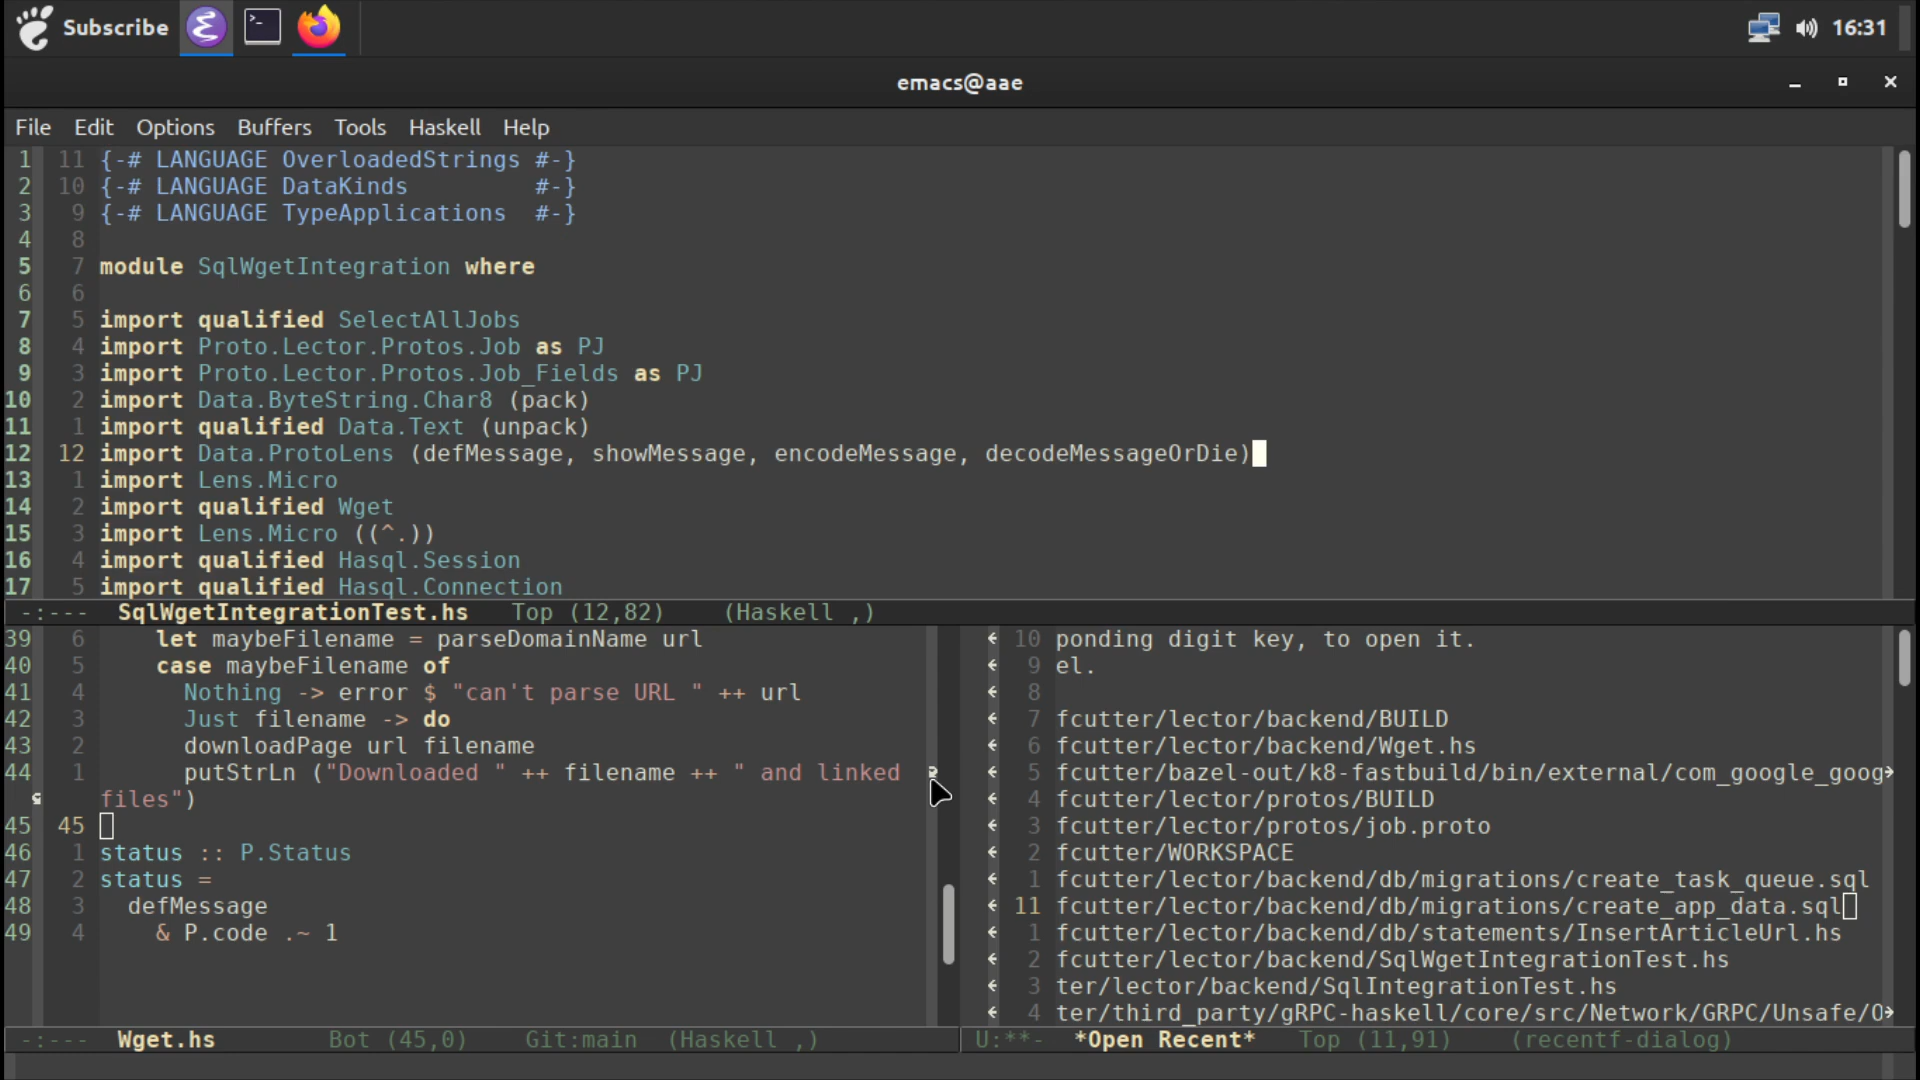 Subscribe 16:31
emacs@aae
File Edit Options Buffers Tools Haskell Help
1 11 {-# LANGUAGE OverloadedStrings #-}
2 10 {-# LANGUAGE DataKinds         #-}
3 9 {-# LANGUAGE TypeApplications  #-}
4 8
5 7 module SqlWgetIntegration where
6 6
7 5 import qualified SelectAllJobs
8 4 import Proto.Lector.Protos.Job as PJ
9 3 import Proto.Lector.Protos.Job_Fields as PJ
10 2 import Data.ByteString.Char8 (pack)
11 1 import qualified Data.Text (unpack)
12 12 import Data.ProtoLens (defMessage, showMessage, encodeMessage, decodeMessageOrDie)
13 1 import Lens.Micro
14 2 import qualified Wget
15 3 import Lens.Micro ((^.))
16 4 import qualified Hasql.Session
17 5 import qualified Hasql.Connection
-:--- SqlWgetIntegrationTest.hs Top (12,82) (Haskell ,)
39 6 let maybeFilename = parseDomainName url
40 5 case maybeFilename of
41 4 Nothing -> error $ "can't parse URL " ++ url
42 3 Just filename -> do
43 2 downloadPage url filename
44 1 putStrLn ("Downloaded " ++ filename ++ " and linked
files")
45 45
46 1 status :: P.Status
47 2 status =
48 3 defMessage
49 4 & P.code .~ 1
-:--- Wget.hs Bot (45,0) Git:main (Haskell ,)
10 ponding digit key, to open it.
9 el.
8
7 fcutter/lector/backend/BUILD
6 fcutter/lector/backend/Wget.hs
5 fcutter/bazel-out/k8-fastbuild/bin/external/com_google_goog
4 fcutter/lector/protos/BUILD
3 fcutter/lector/protos/job.proto
2 fcutter/WORKSPACE
1 fcutter/lector/backend/db/migrations/create_task_queue.sql
11 fcutter/lector/backend/db/migrations/create_app_data.sql
1 fcutter/lector/backend/db/statements/InsertArticleUrl.hs
2 fcutter/lector/backend/SqlWgetIntegrationTest.hs
3 ter/lector/backend/SqlIntegrationTest.hs
4 ter/third_party/gRPC-haskell/core/src/Network/GRPC/Unsafe/O
U:**- *Open Recent* Top (11,91) (recentf-dialog)